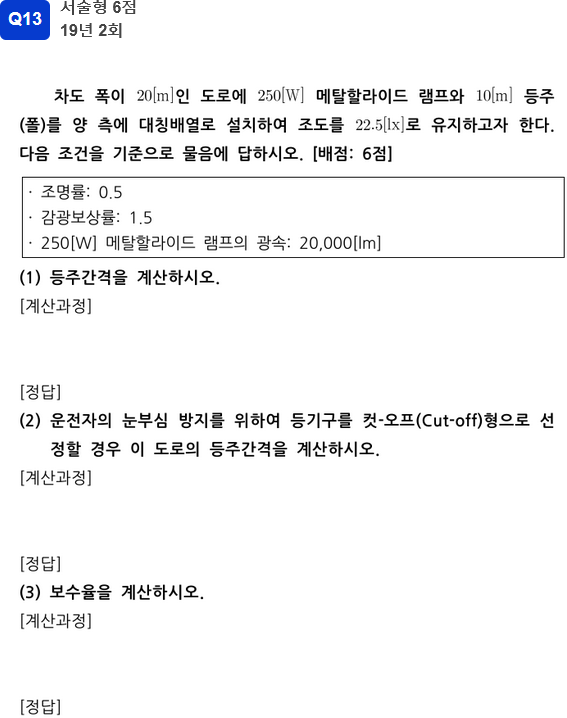 Q13 서술형 6점
19년 2회
차도 폭이 20[m]인 도로에 250[W] 메탈할라이드 램프와 10[m] 등주
(폴)를 양 측에 대칭배열로 설치하여 조도를 22.5[lx]로 유지하고자 한다.
다음 조건을 기준으로 물음에 답하시오. [배점: 6점]
· 조명률: 0.5
· 감광보상률: 1.5
· 250[W] 메탈할라이드 램프의 광속: 20,000[lm]
(1) 등주간격을 계산하시오.
[계산과정]
[정답]
(2) 운전자의 눈부심 방지를 위하여 등기구를 컷-오프(Cut-off)형으로 선
정할 경우 이 도로의 등주간격을 계산하시오.
[계산과정]
[정답]
(3) 보수율을 계산하시오.
[계산과정]
[정답]